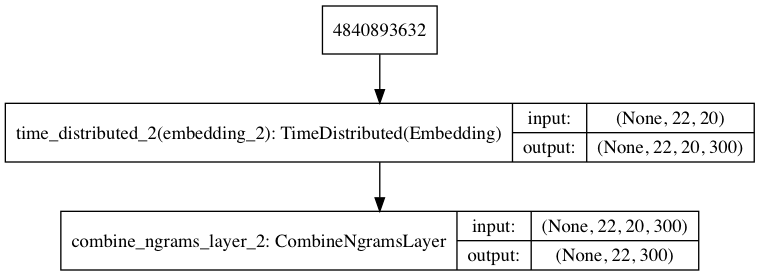 4840893632
time_distributed_2(embedding_2): TimeDistributed(Embedding)
input:
(None, 22, 20)
output:
(None, 22, 20, 300)
combine_ngrams_layer_2: CombineNgramsLayer
input:
(None, 22, 20, 300)
output:
(None, 22, 300)